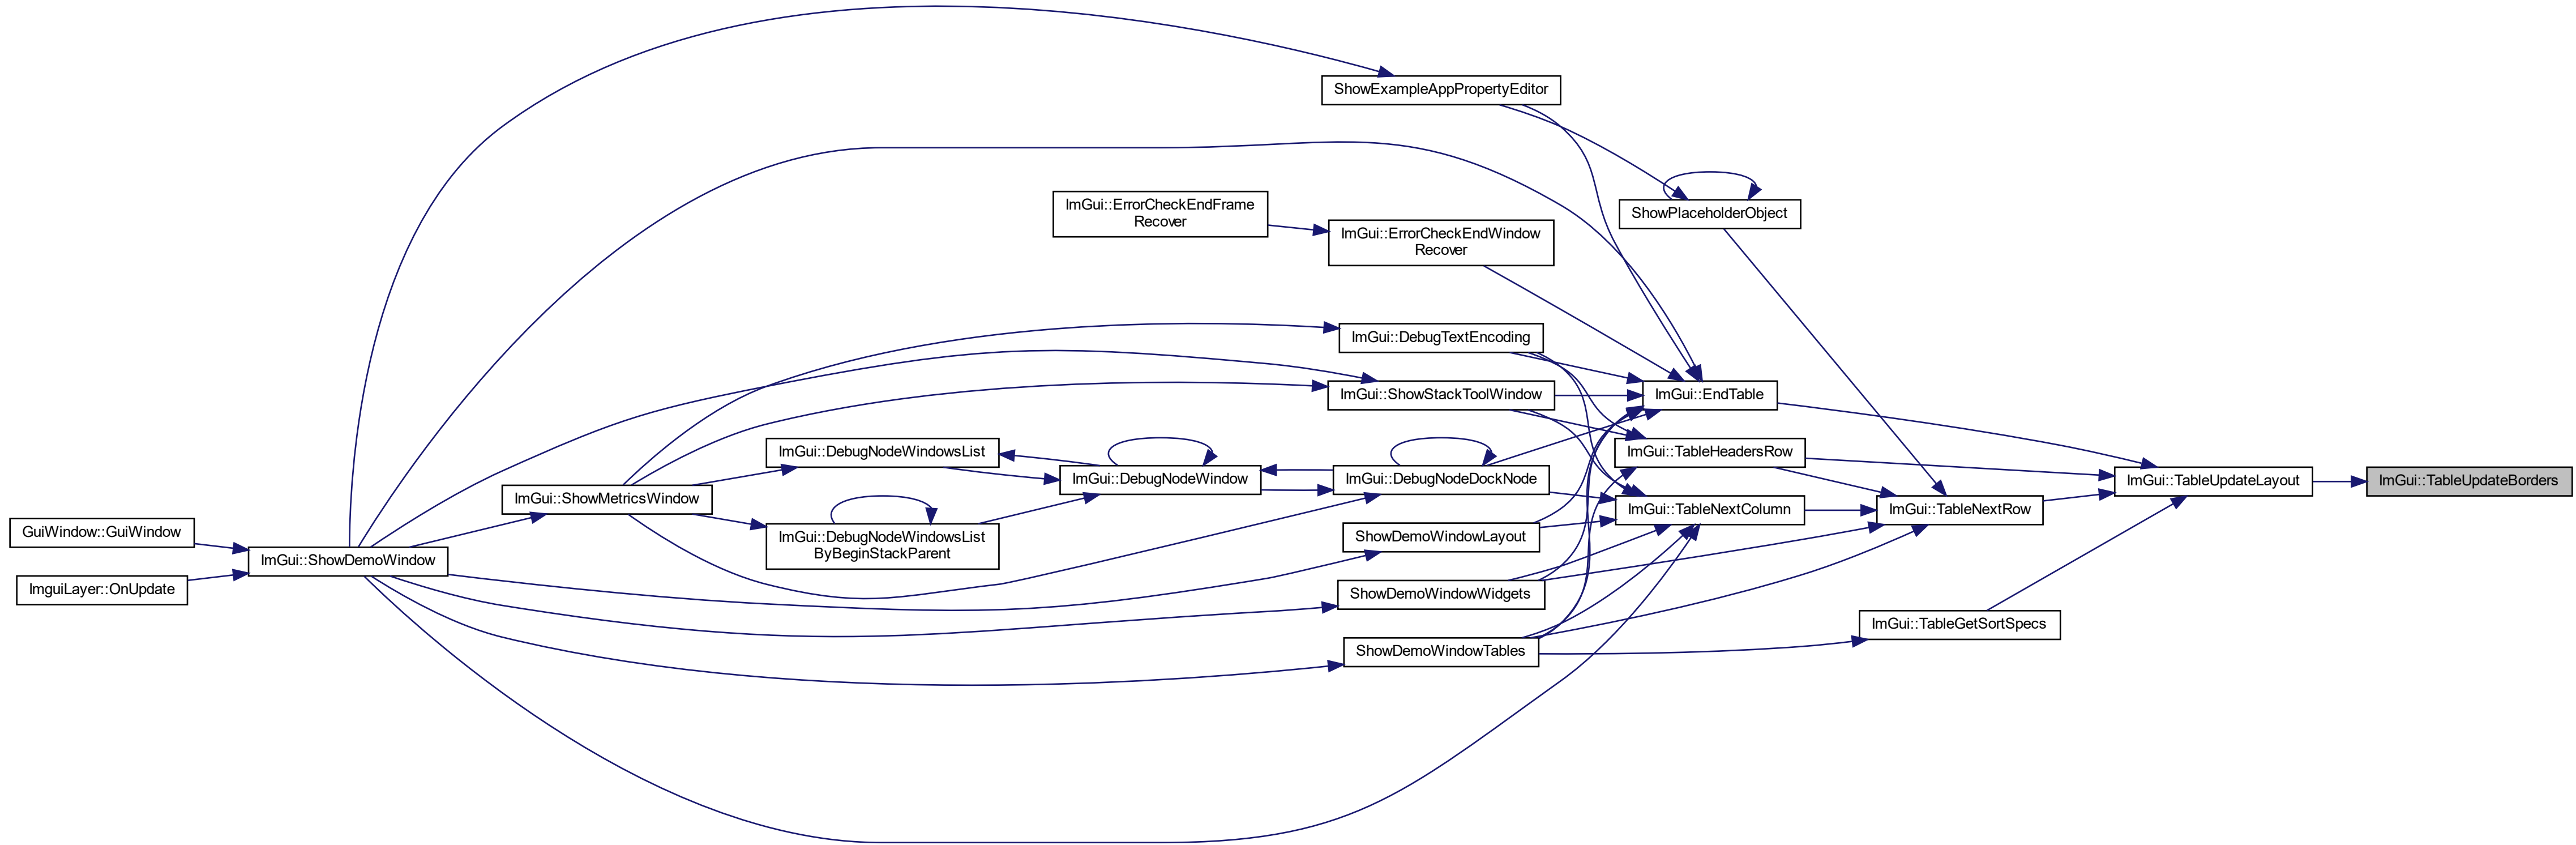 ShowExampleAppPropertyEditor
ImGui::ErrorCheckEndFrame
Recover
ShowPlaceholderObject
ImGui::ErrorCheckEndWindow
Recover
ImGui::DebugTextEncoding
ImGui::ShowStackToolWindow
ImGui::EndTable
ImGui::DebugNodeWindowsList
ImGui::TableHeadersRow
ImGui::DebugNodeWindow
ImGui::DebugNodeDockNode
ImGui::TableUpdateLayout
ImGui::TableUpdateBorders
ImGui::ShowMetricsWindow
ImGui::TableNextColumn
ImGui::TableNextRow
GuiWindow::GuiWindow
ImGui::DebugNodeWindowsList
ByBeginStackParent
ShowDemoWindowLayout
ImGui::ShowDemoWindow
ImguiLayer::OnUpdate
ShowDemoWindowWidgets
ImGui::TableGetSortSpecs
ShowDemoWindowTables